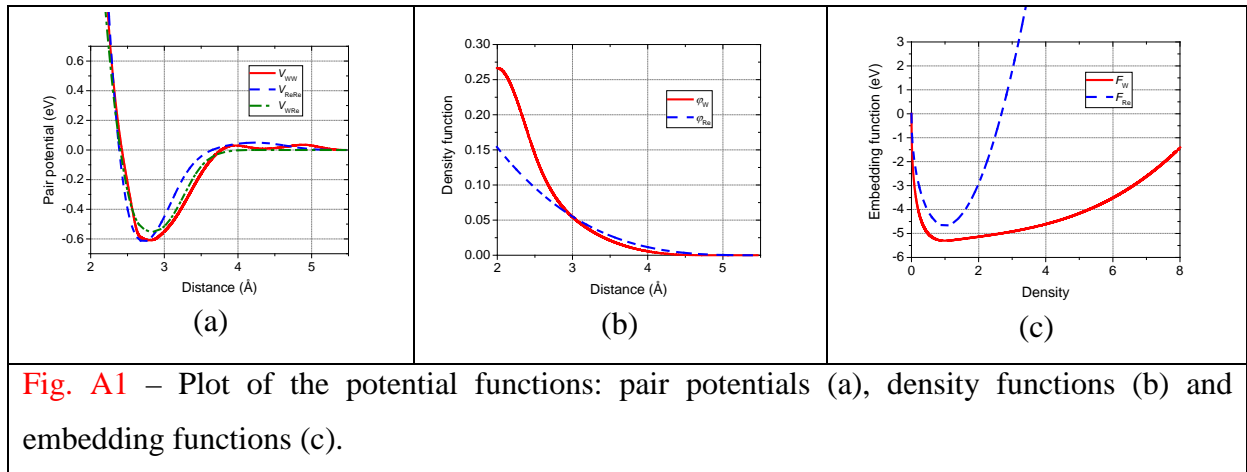 0.6
0.4
0.2
0.0
-0.2
-0.4
-0.6
Pair potential (eV)
V_WW
V_ReRe
V_WRe
2 3 4 5
Distance (Å)
(a)
0.30
0.25
0.20
0.15
0.10
0.05
0.00
Density function
φ_W
φ_Re
2 3 4 5
Distance (Å)
(b)
3
2
1
0
-1
-2
-3
-4
-5
-6
Embedding function (eV)
F_W
F_Re
0 2 4 6 8
Density
(c)
Fig. A1 – Plot of the potential functions: pair potentials (a), density functions (b) and
embedding functions (c).